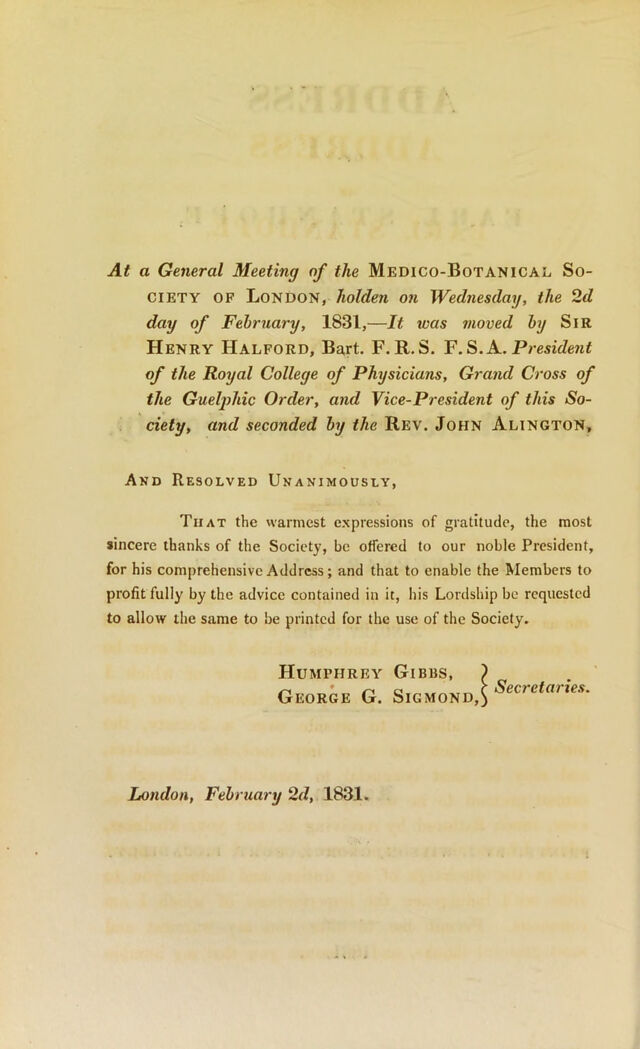 At a General Meeting of the MEDICO-BOTANICAL SO-
CIETY OF LONDON, holden on Wednesday, the 2d
day of February, 1831,—It was moved by SIR
HENRY HALFORD, Bart. F.R.S. F.S.A. President
of the Royal College of Physicians, Grand Cross of
the Guelphic Order, and Vice-President of this So-
ciety, and seconded by the REV. JOHN ALINGTON,
AND RESOLVED UNANIMOUSLY,
THAT the warmest expressions of gratitude, the most
sincere thanks of the Society, be offered to our noble President,
for his comprehensive Address; and that to enable the Members to
profit fully by the advice contained in it, his Lordship be requested
to allow the same to be printed for the use of the Society.
HUMPHREY GIBBS,
GEORGE G. SIGMOND, } Secretaries.
London, February 2d, 1831.